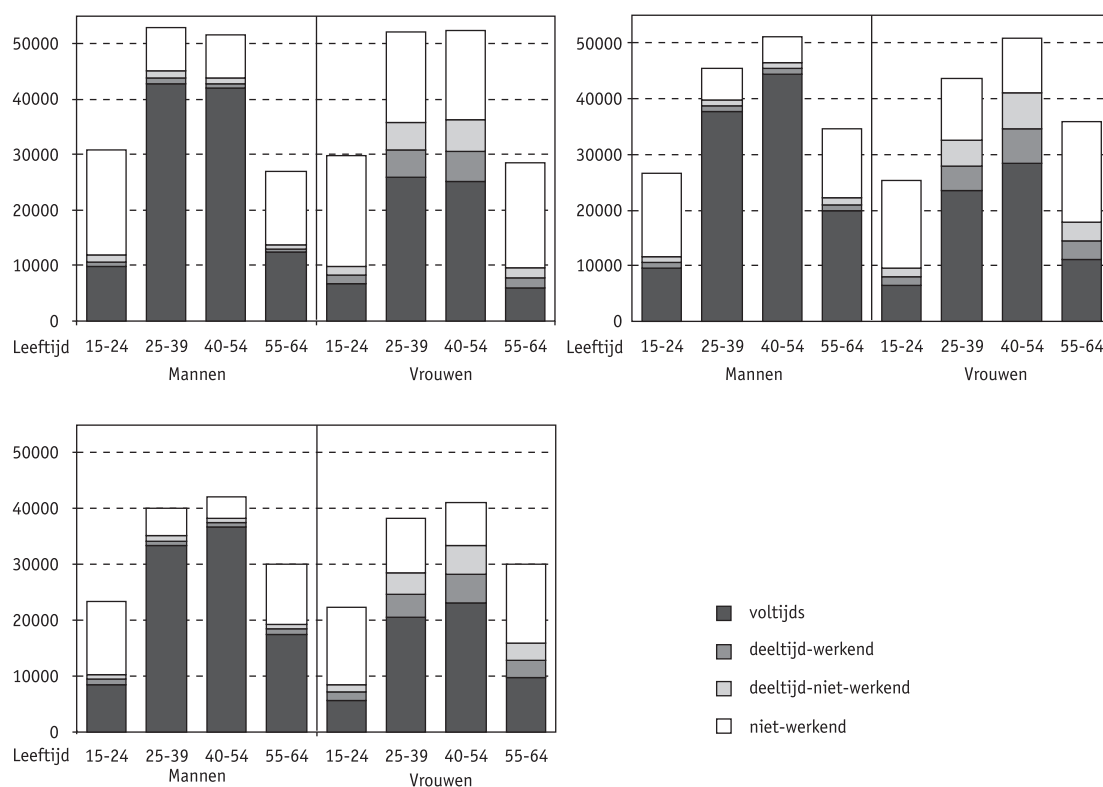 50000
40000
30000
20000
10000
0
Leeftijd 15-24 25-39 40-54 55-64 15-24 25-39 40-54 55-64
Mannen Vrouwen
50000
40000
30000
20000
10000
0
Leeftijd 15-24 25-39 40-54 55-64 15-24 25-39 40-54 55-64
Mannen Vrouwen
50000
40000
30000
20000
10000
0
Leeftijd 15-24 25-39 40-54 55-64 15-24 25-39 40-54 55-64
Mannen Vrouwen
voltijds
deeltijd-werkend
deeltijd-niet-werkend
niet-werkend